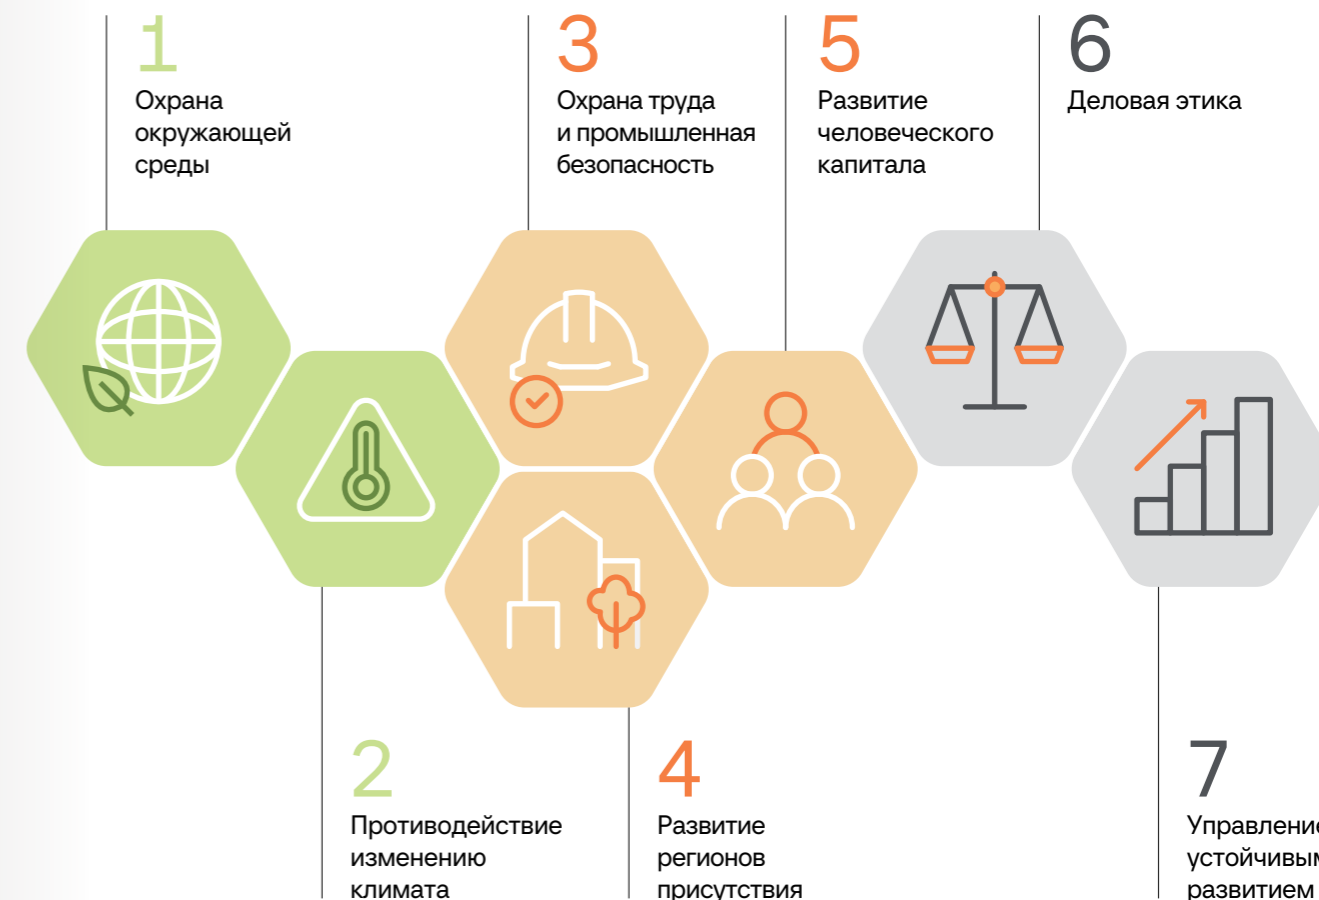 1
Охрана
окружающей
среды
3
Охрана труда
и промышленная
безопасность
5
Развитие
человеческого
капитала
6
Деловая этика
2
Противодействие
изменению
климата
4
Развитие
регионов
присутствия
7
Управление
устойчивым
развитием